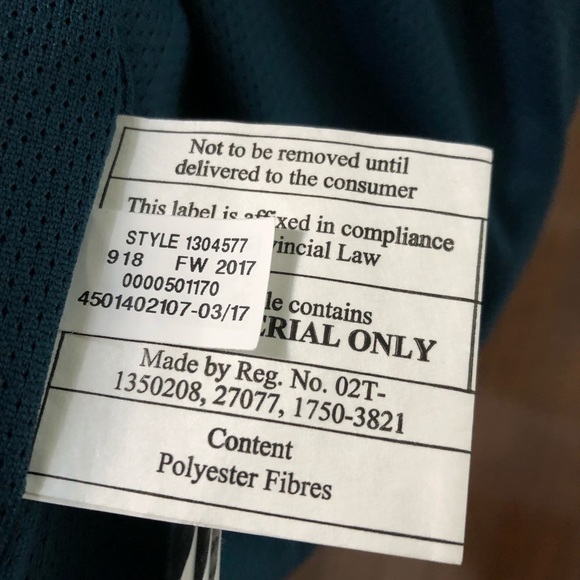 Not to be removed until
delivered to the consumer
This label is affixed in compliance
incial Law
STYLE 1304577
918 FW 2017
0000501170
4501402107-03/17
le contains
ERIAL ONLY
Made by Reg. No. 02T-
1350208, 27077, 1750-3821
Content
Polyester Fibres